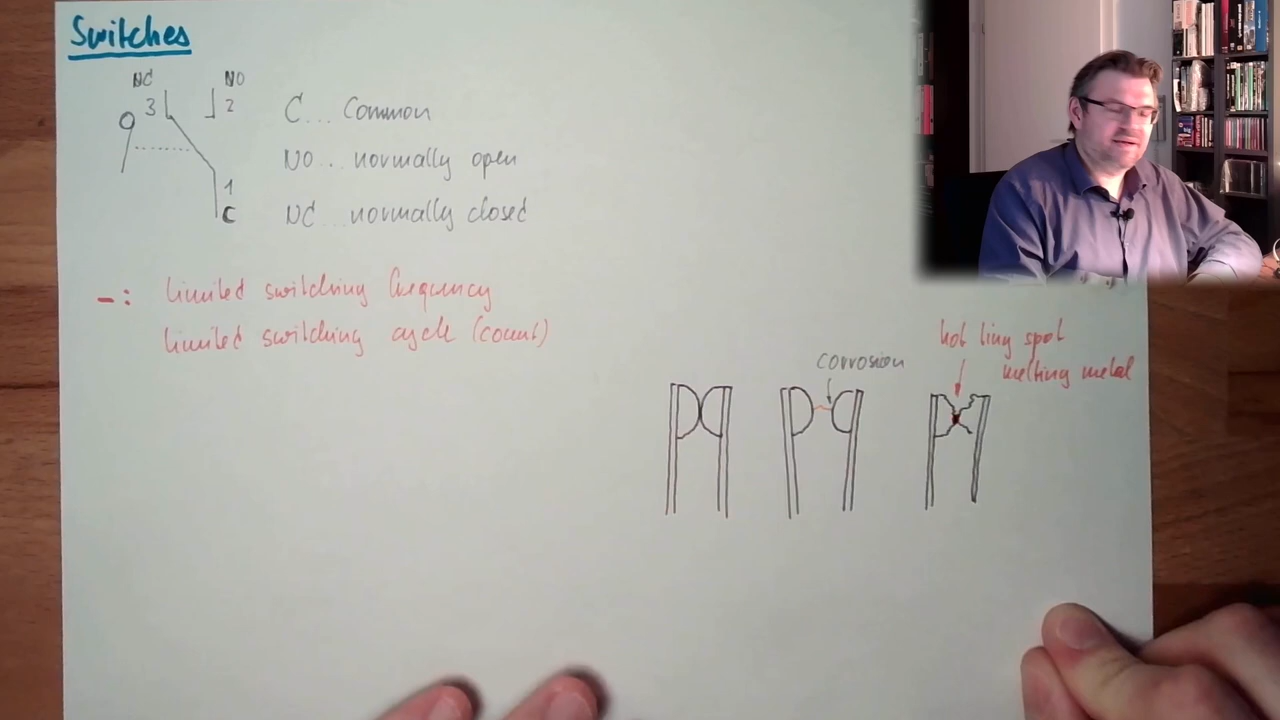 Switches
NC NO
3 2
C... Common
NO... normally open
1
C
NC... normally closed
-: limited switching frequency
limited switching cycle (count)
hot tiny spot
melting metal
corrosion